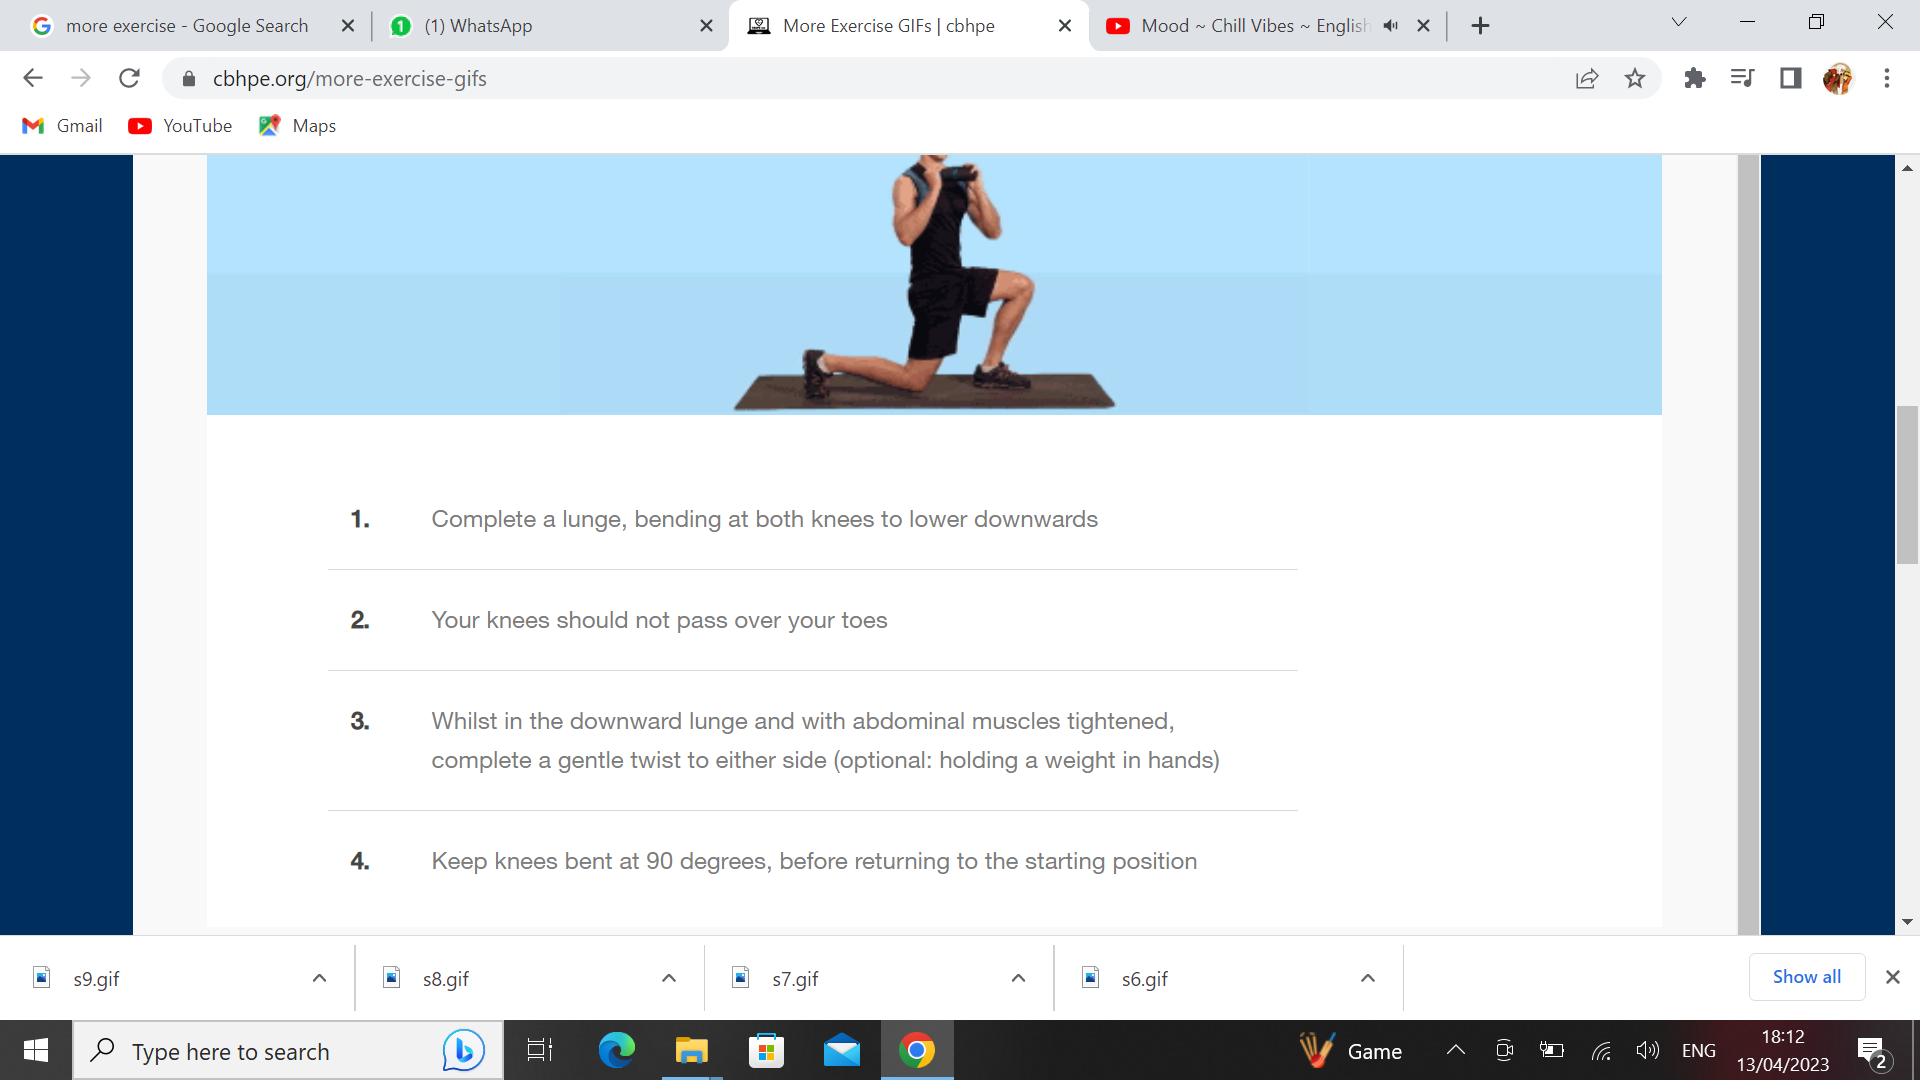 more exercise - Google Search
(1) WhatsApp
More Exercise GIFs | cbhpe
Mood ~ Chill Vibes ~ English
cbhpe.org/more-exercise-gifs
Gmail
YouTube
Maps
1. Complete a lunge, bending at both knees to lower downwards
2. Your knees should not pass over your toes
3. Whilst in the downward lunge and with abdominal muscles tightened,
complete a gentle twist to either side (optional: holding a weight in hands)
4. Keep knees bent at 90 degrees, before returning to the starting position
s9.gif
s8.gif
s7.gif
s6.gif
Show all
Type here to search
Game
ENG
18:12
13/04/2023
2